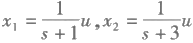 x₁ = 1/(s+1) u , x₂ = 1/(s+3) u